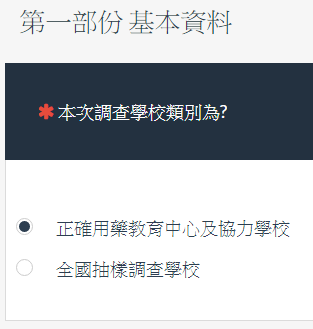 第一部份 基本資料
✱ 本次調查學校類別為?
正確用藥教育中心及協力學校
全國抽樣調查學校